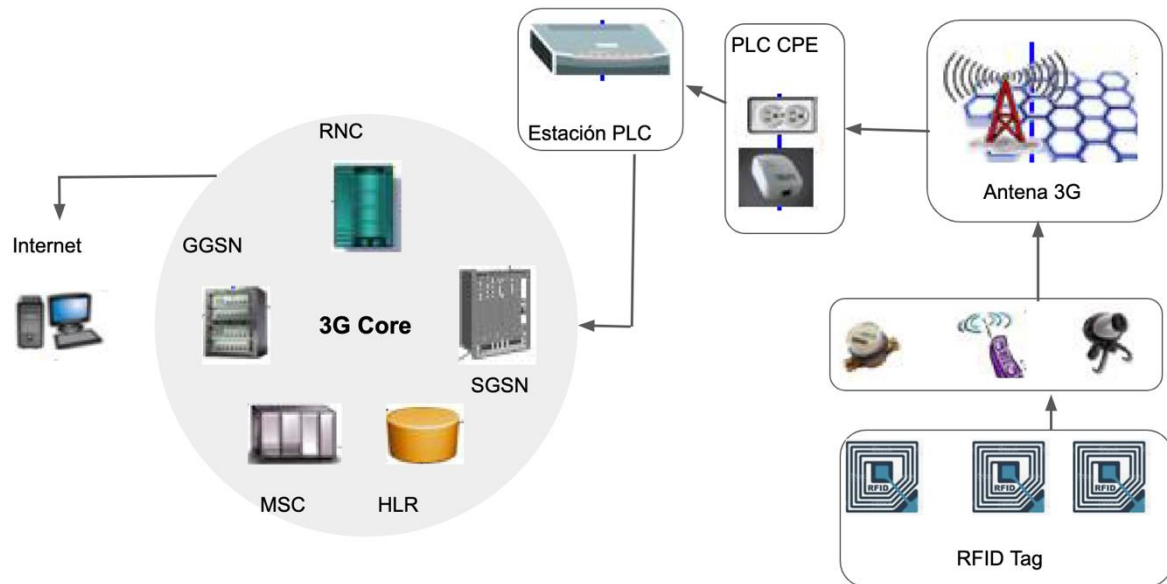 PLC CPE
Estación PLC
Antena 3G
RNC
Internet
GGSN
3G Core
SGSN
MSC
HLR
RFID
RFID
RFID
RFID Tag